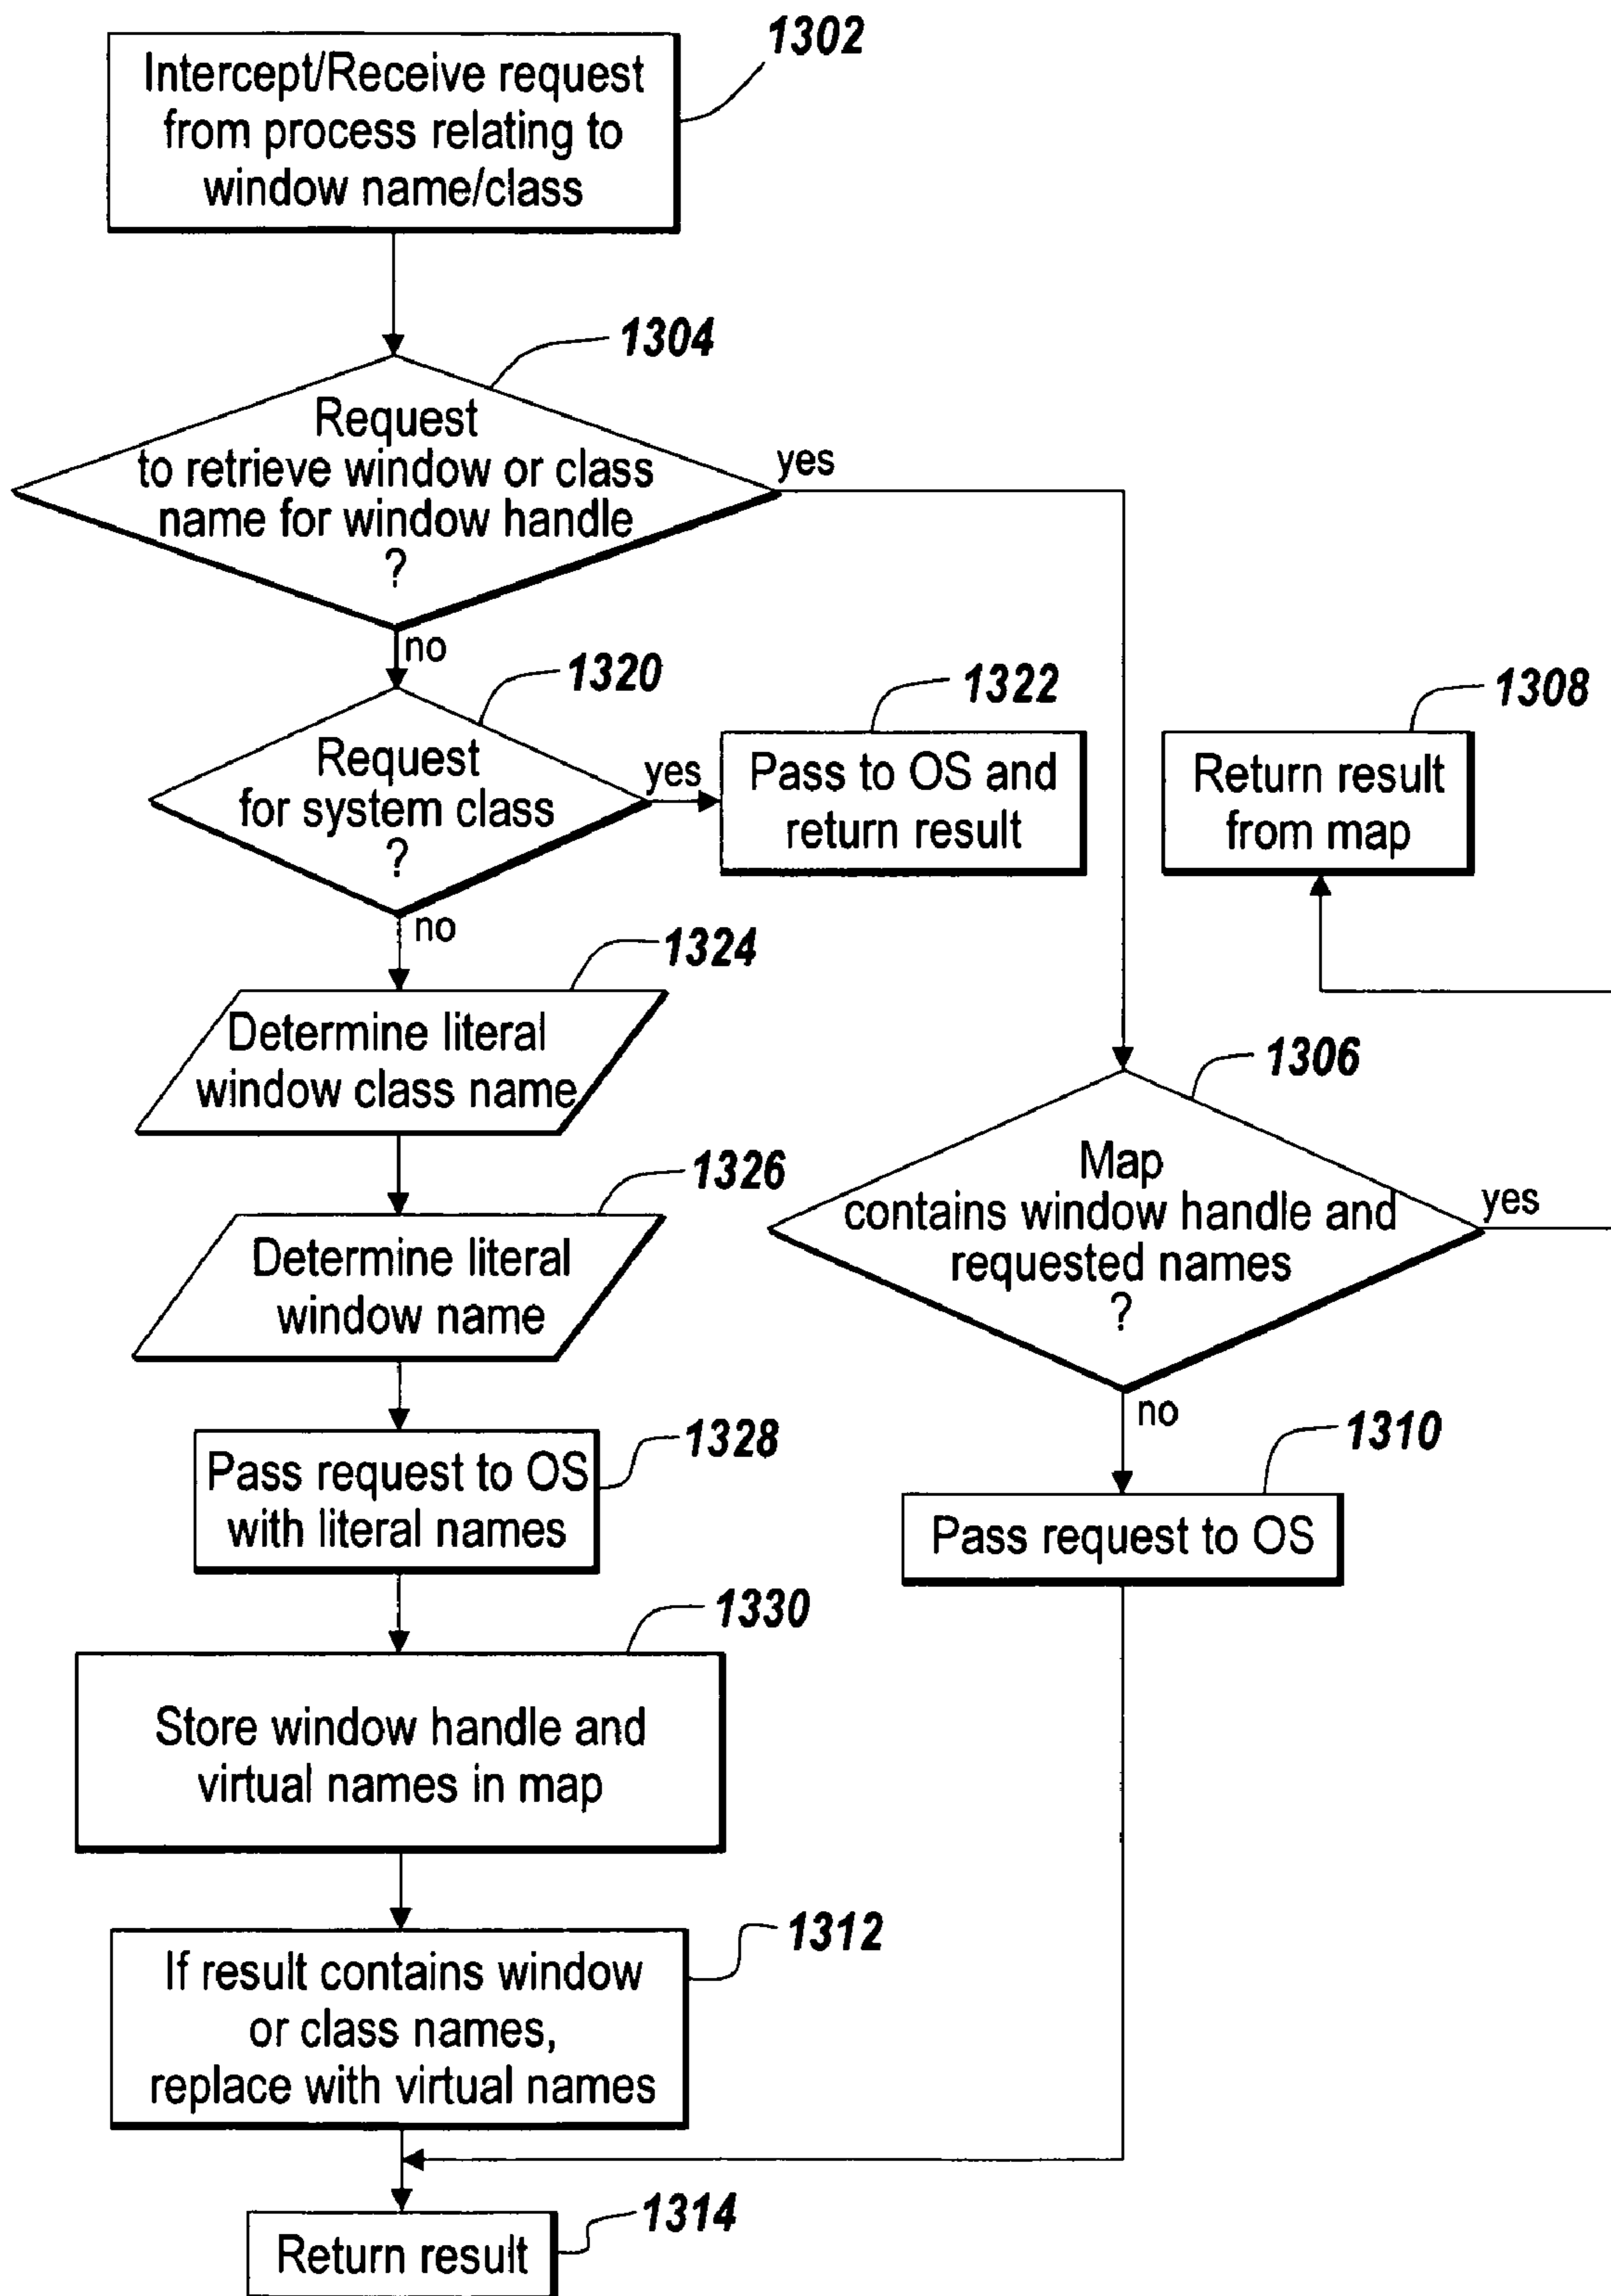 1302
Intercept/Receive request
from process relating to
window name/class
1304
Request
to retrieve window or class
name for window handle
?
yes
no
1320
Request
for system class
?
yes
no
1322
Pass to OS and
return result
1308
Return result
from map
1324
Determine literal
window class name
1306
Map
contains window handle and
requested names
?
yes
no
1326
Determine literal
window name
1328
Pass request to OS
with literal names
1310
Pass request to OS
1330
Store window handle and
virtual names in map
1312
If result contains window
or class names,
replace with virtual names
1314
Return result